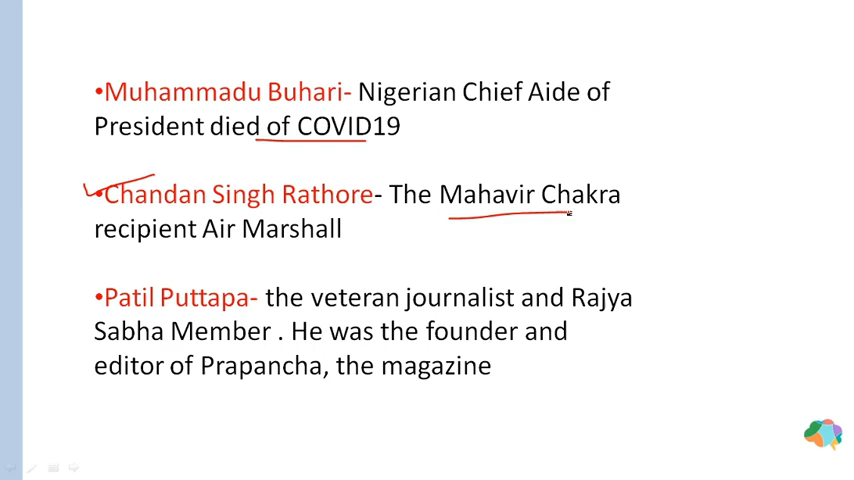 •Muhammadu Buhari- Nigerian Chief Aide of
President died of COVID19
•Chandan Singh Rathore- The Mahavir Chakra
recipient Air Marshall
•Patil Puttapa- the veteran journalist and Rajya
Sabha Member . He was the founder and
editor of Prapancha, the magazine